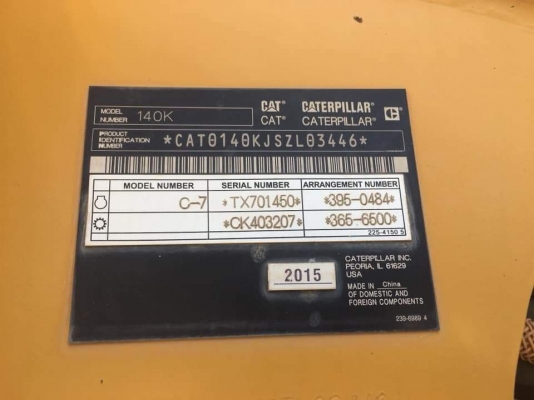 MODEL NUMBER 140K CAT® CATERPILLAR®
CAT® CATERPILLAR®
PRODUCT IDENTIFICATION NUMBER *CAT0140KJSZL03446*
MODEL NUMBER SERIAL NUMBER ARRANGEMENT NUMBER
C-7 *TX701450* *395-0484*
*CK403207* *365-6500*
225-4150 5
CATERPILLAR INC.
PEORIA, IL 61629
USA
2015
MADE IN China
OF DOMESTIC AND
FOREIGN COMPONENTS
239-6989 4